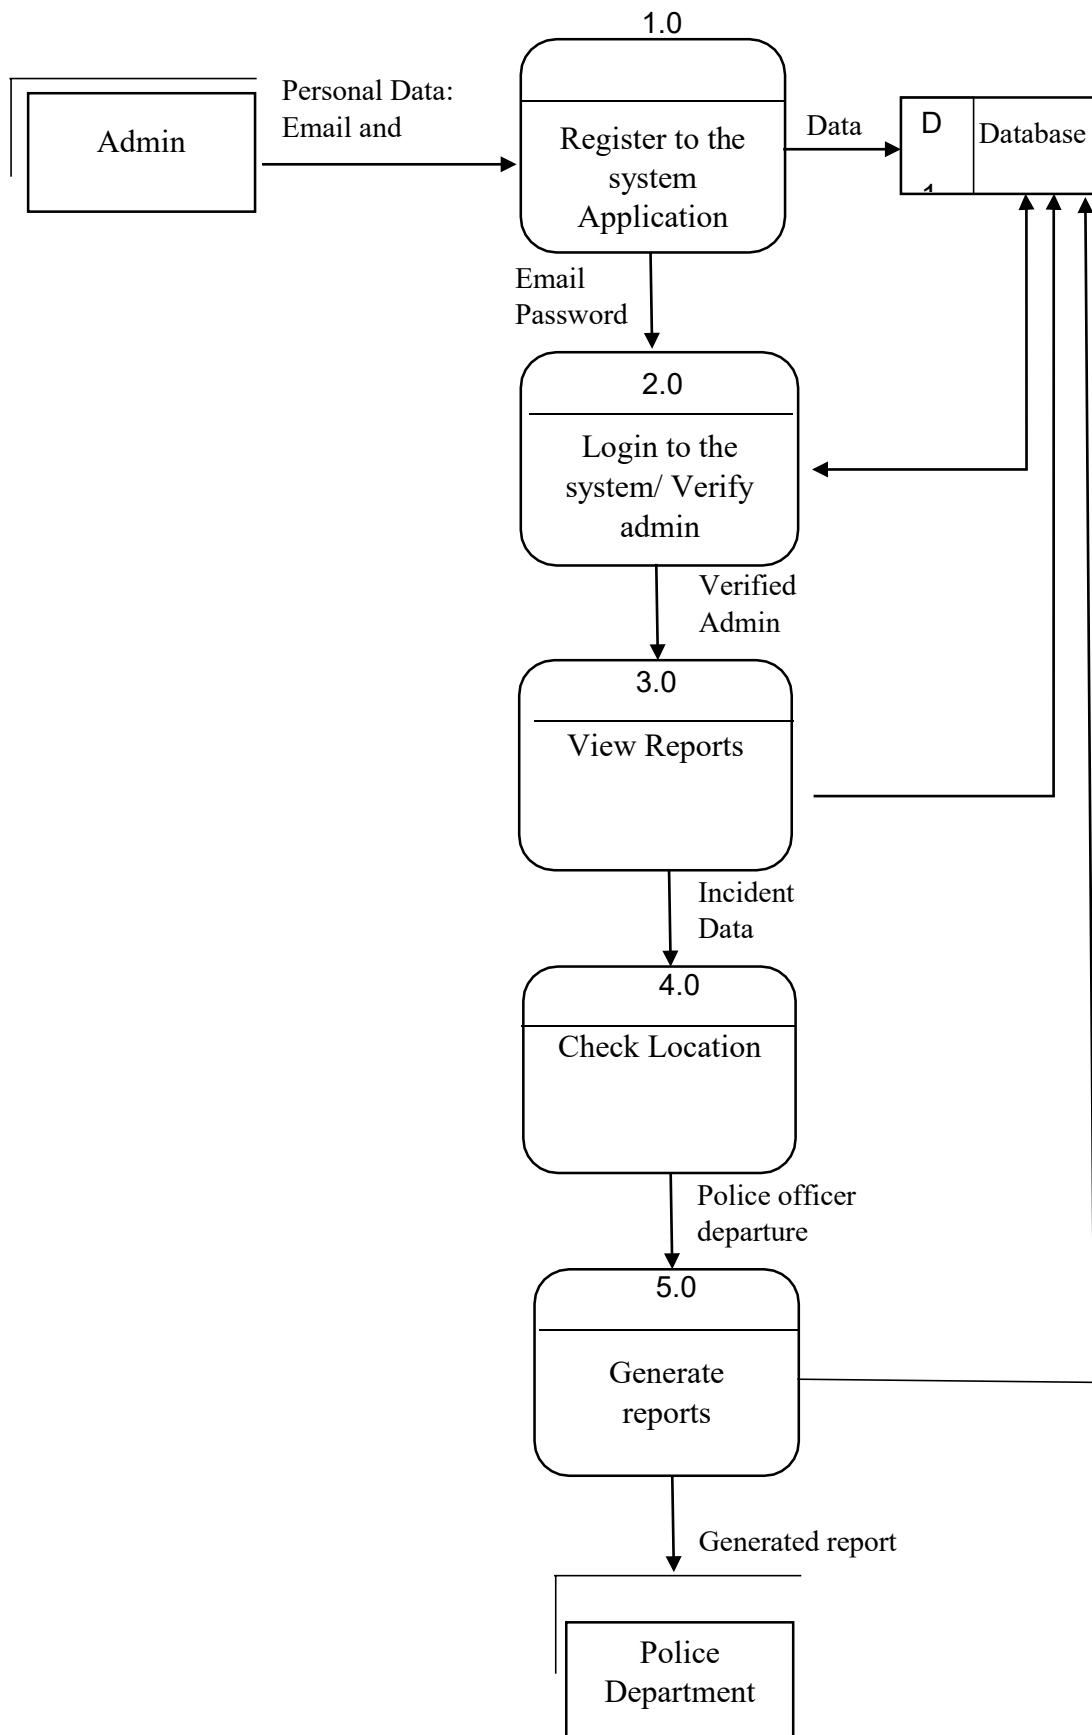 1.0
Admin
Personal Data:
Email and
Register to the
system
Application
Data
D
Database
Email
Password
2.0
Login to the
system/ Verify
admin
Verified
Admin
3.0
View Reports
Incident
Data
4.0
Check Location
Police officer
departure
5.0
Generate
reports
Generated report
Police
Department